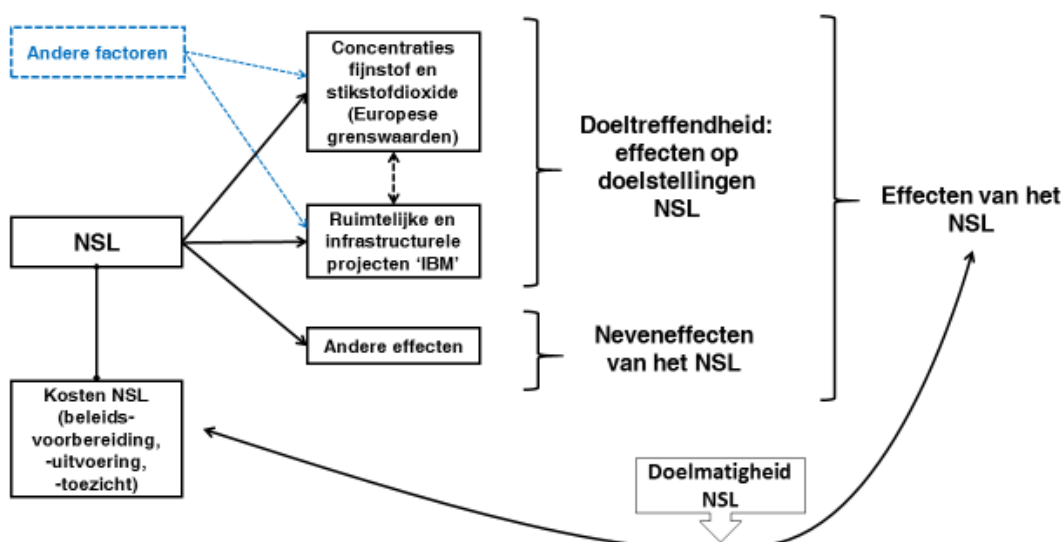 Andere factoren
Concentraties
fijnstof en
stikstofdioxide
(Europese
grenswaarden)
Ruimtelijke en
infrastructurele
projecten ‘IBM’
NSL
Andere effecten
Kosten NSL
(beleids-
voorbereiding,
-uitvoering,
-toezicht)
Doeltreffendheid:
effecten op
doelstellingen
NSL
Neveneffecten
van het NSL
Effecten van het
NSL
Doelmatigheid
NSL